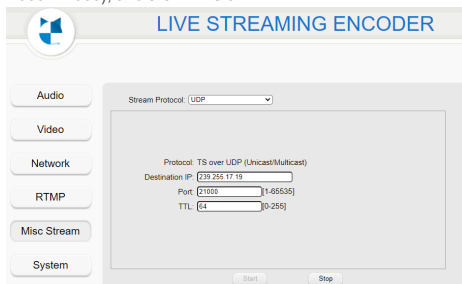 LIVE STREAMING ENCODER
Audio
Video
Network
RTMP
Misc Stream
System
Stream Protocol: UDP
Protocol: TS over UDP (Unicast/Multicast)
Destination IP: 239.255.17.19
Port: 21000 [1-65535]
TTL: 64 [0-255]
Start Stop